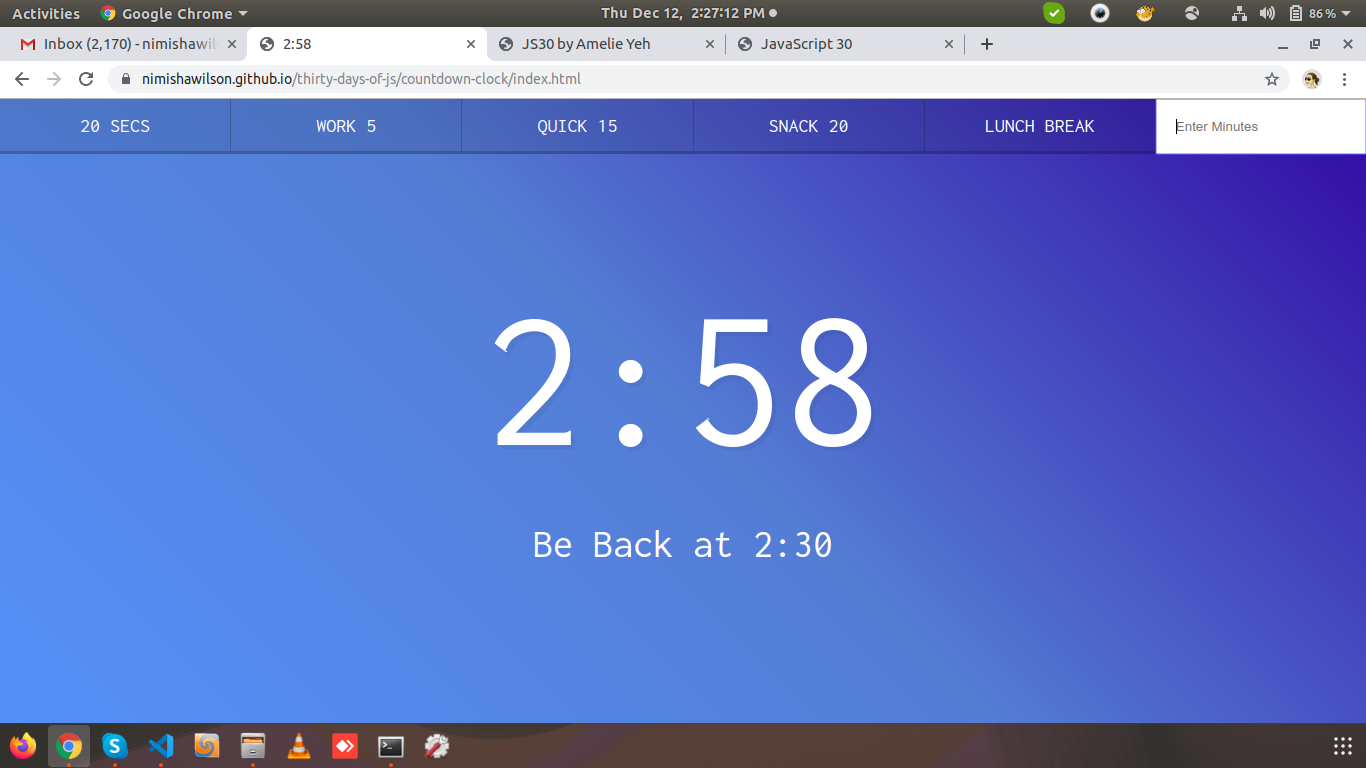 Activities Google Chrome Thu Dec 12, 2:27:12 PM 86%
Inbox (2,170) - nimishawils 2:58 JS30 by Amelie Yeh JavaScript 30
nimishawilson.github.io/thirty-days-of-js/countdown-clock/index.html
20 SECS WORK 5 QUICK 15 SNACK 20 LUNCH BREAK Enter Minutes
2:58
Be Back at 2:30